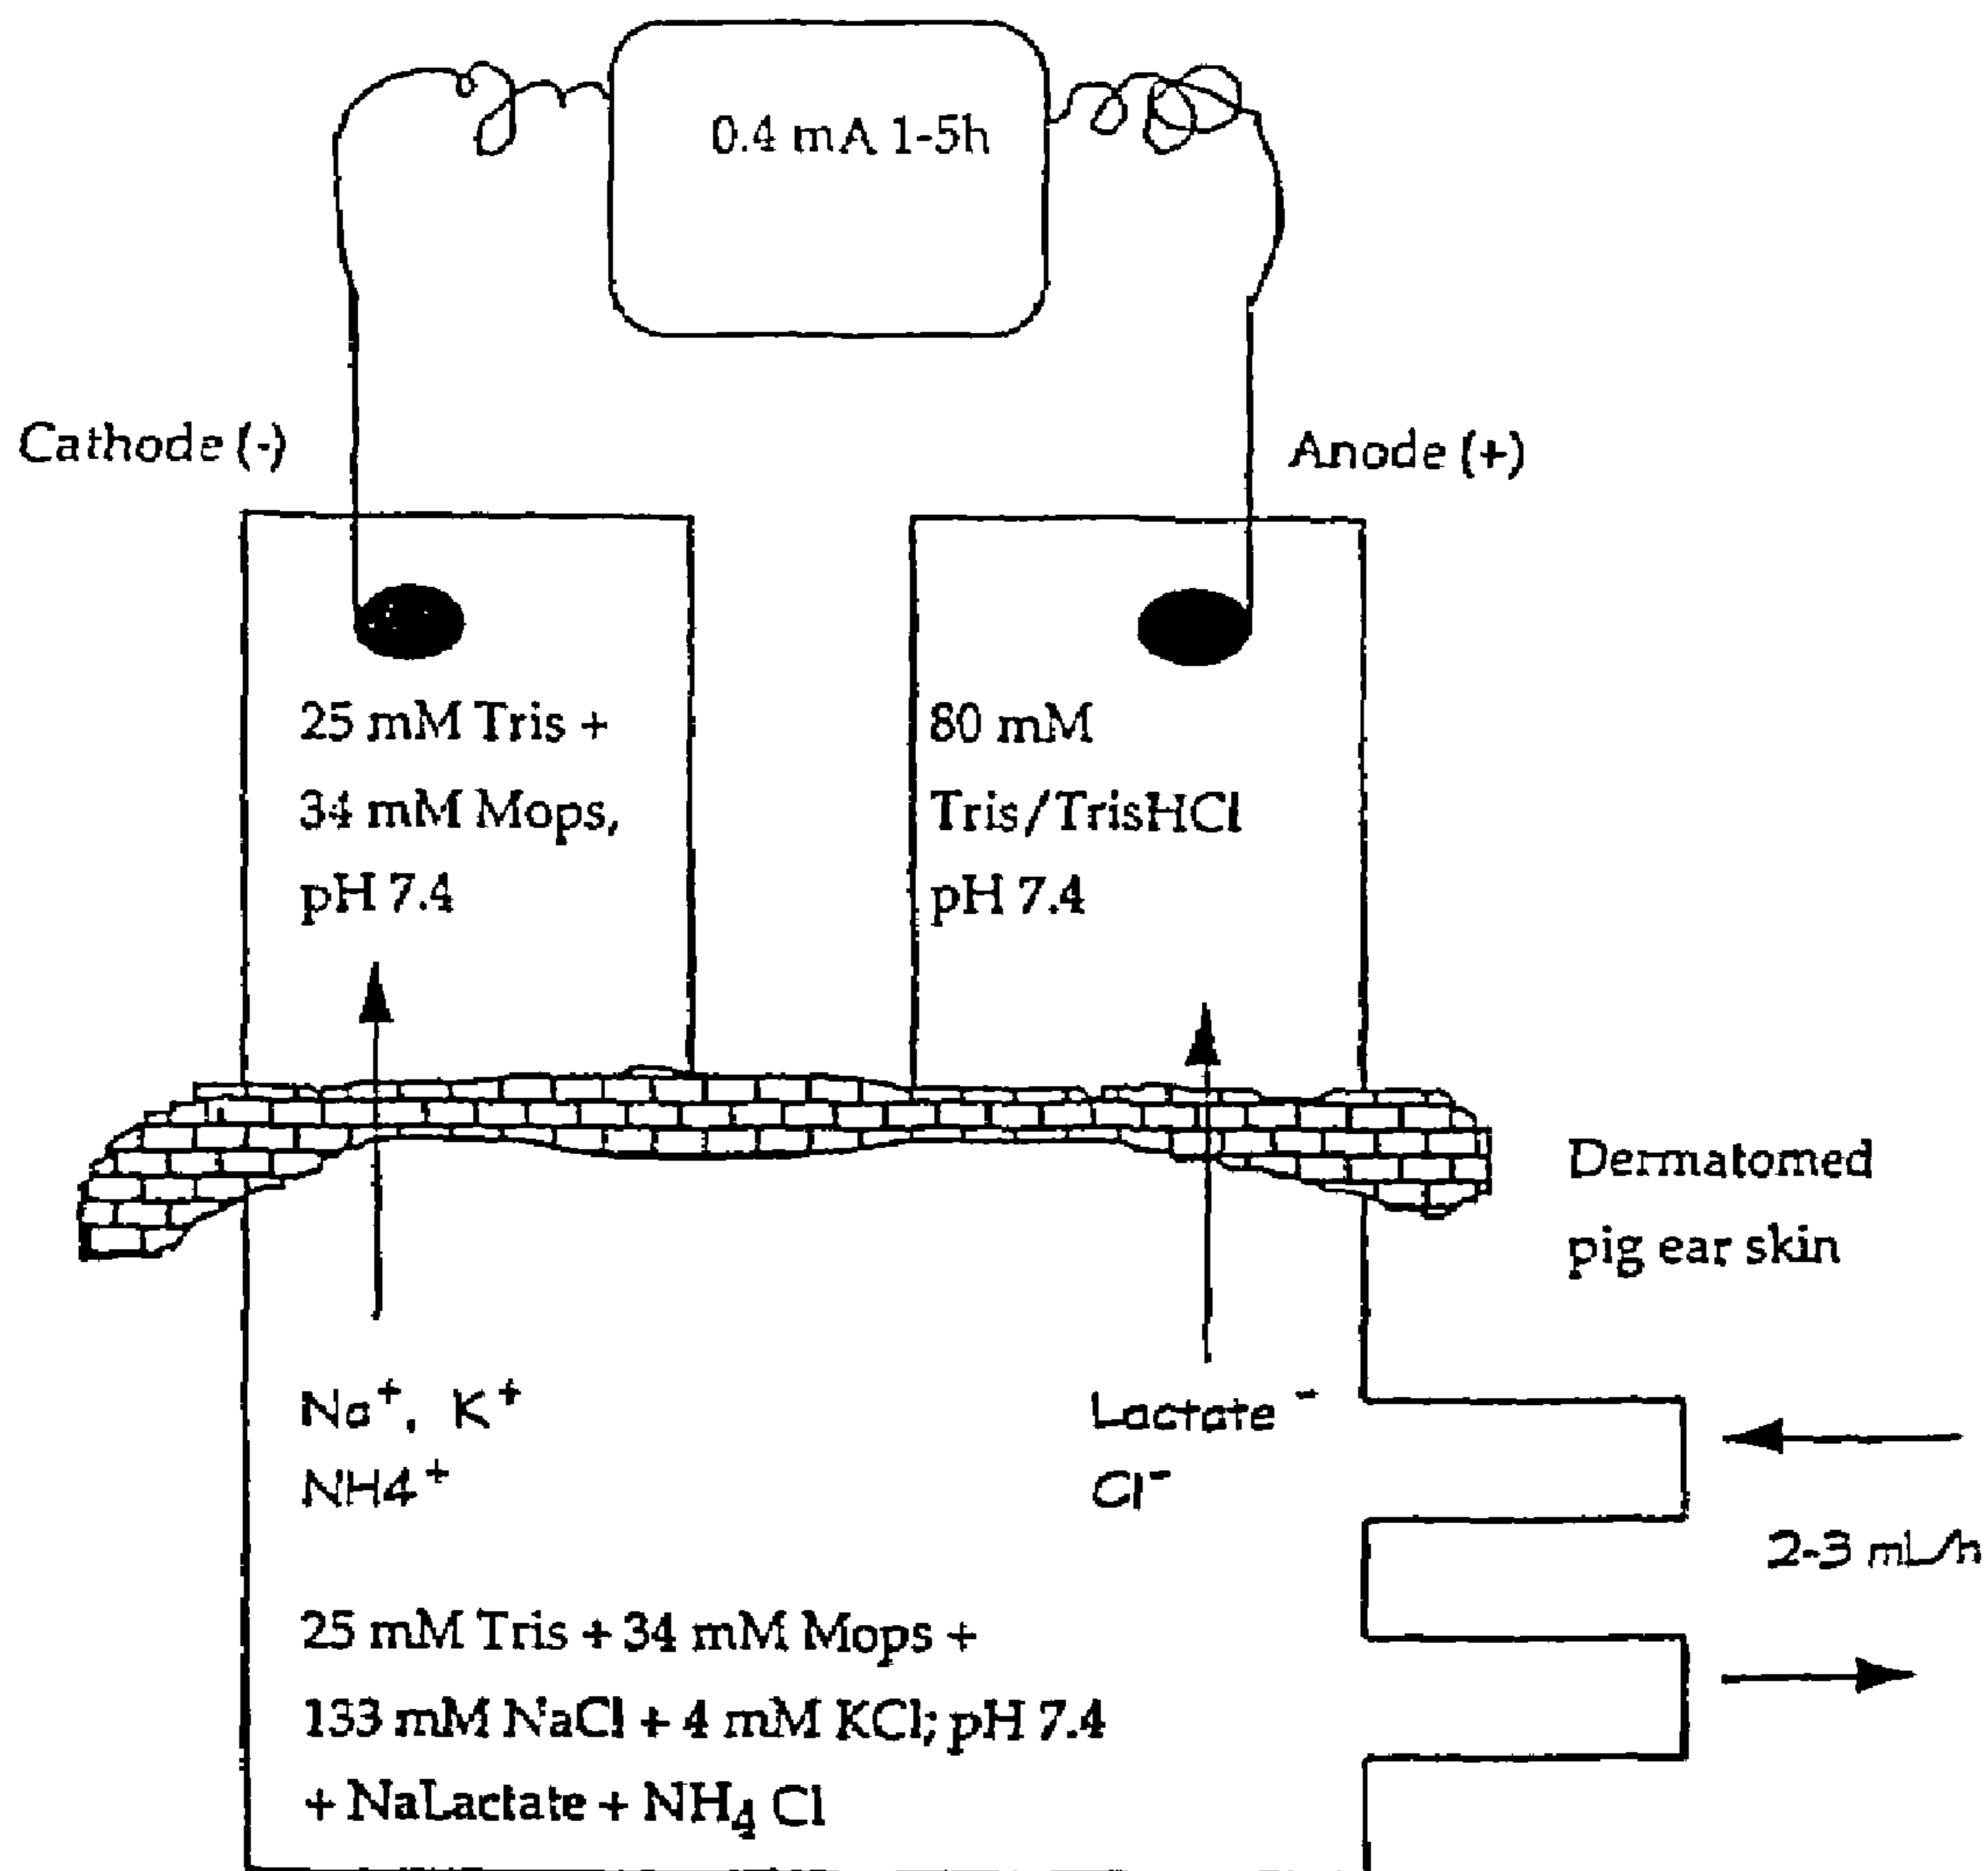 0.4 mA 1-5h
Cathode (-)
Anode (+)
25 mM Tris +
34 mM Mops,
pH 7.4
80 mM
Tris/TrisHCl
pH 7.4
Dermatomed
pig ear skin
Na⁺, K⁺
NH4⁺
Lactate⁻
Cl⁻
2-3 mL/h
25 mM Tris + 34 mM Mops +
133 mM NaCl + 4 mM KCl; pH 7.4
+ NaLactate + NH₄ Cl